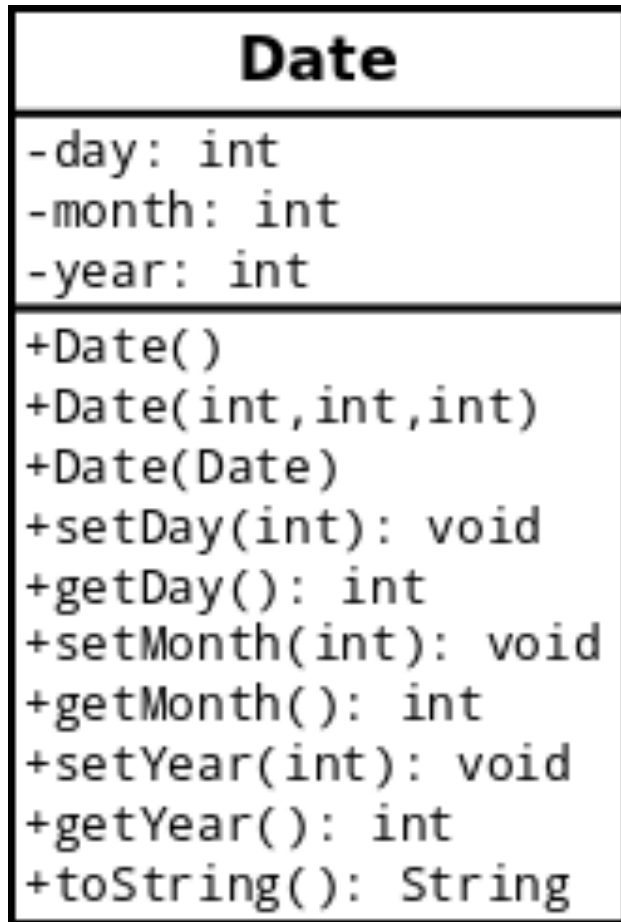 Date
-day: int
-month: int
-year: int
+Date()
+Date(int,int,int)
+Date(Date)
+setDay(int): void
+getDay(): int
+setMonth(int): void
+getMonth(): int
+setYear(int): void
+getYear(): int
+toString(): String